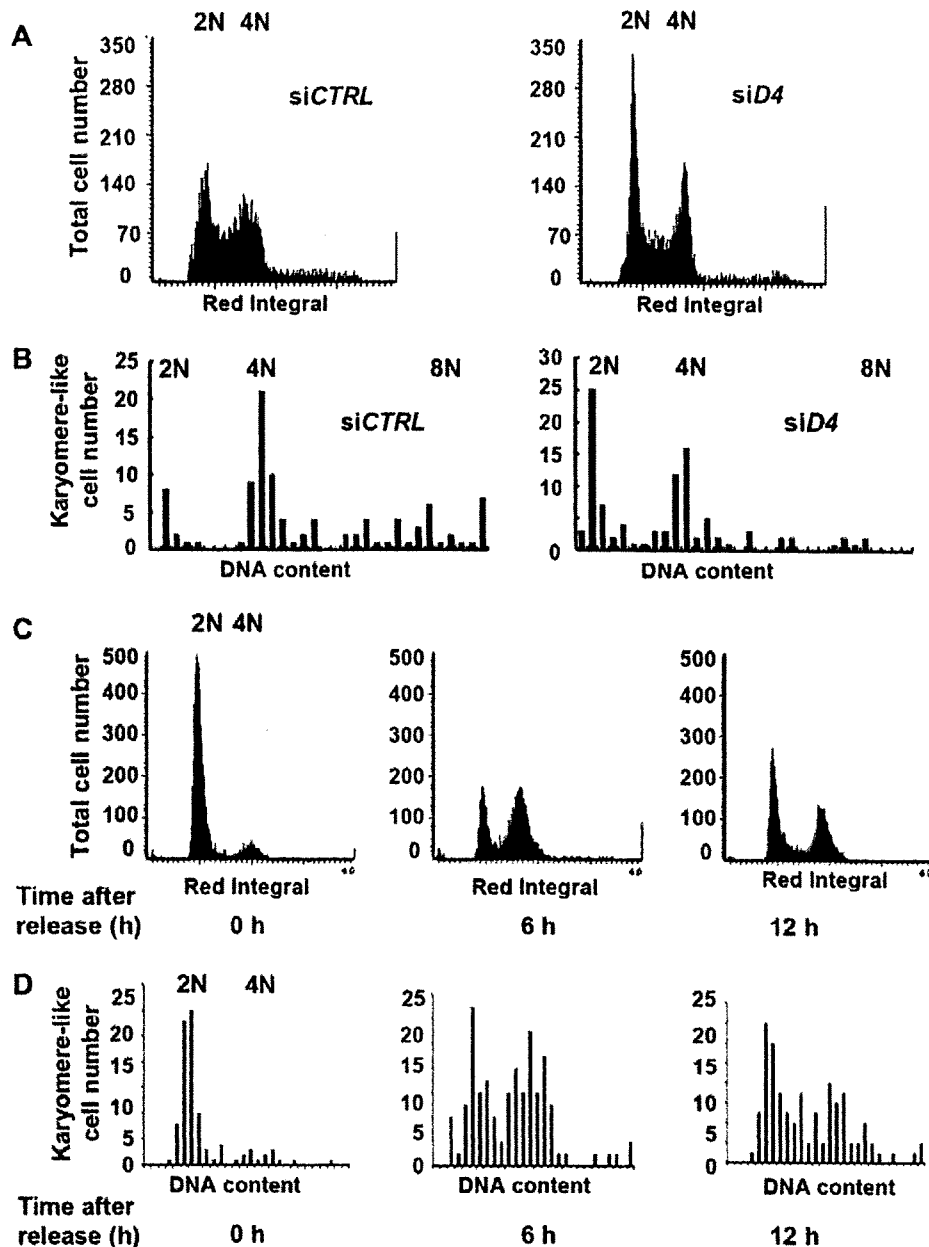 A
2N 4N
2N 4N
Total cell number
350
280
210
140
70
0
siCTRL
Red Integral
350
280
210
140
70
0
siD4
Red Integral
B
Karyomere-like
cell number
25
20
15
10
5
0
2N 4N 8N
siCTRL
DNA content
30
25
20
15
10
5
0
2N 4N 8N
siD4
DNA content
C
2N 4N
Total cell number
500
400
300
200
100
0
Red Integral
500
400
300
200
100
0
Red Integral
500
400
300
200
100
0
Red Integral
Time after
release (h) 0 h 6 h 12 h
D
2N 4N
Karyomere-like
cell number
25
20
15
10
5
0
DNA content
25
20
15
10
5
0
DNA content
25
20
15
10
5
0
DNA content
Time after
release (h) 0 h 6 h 12 h